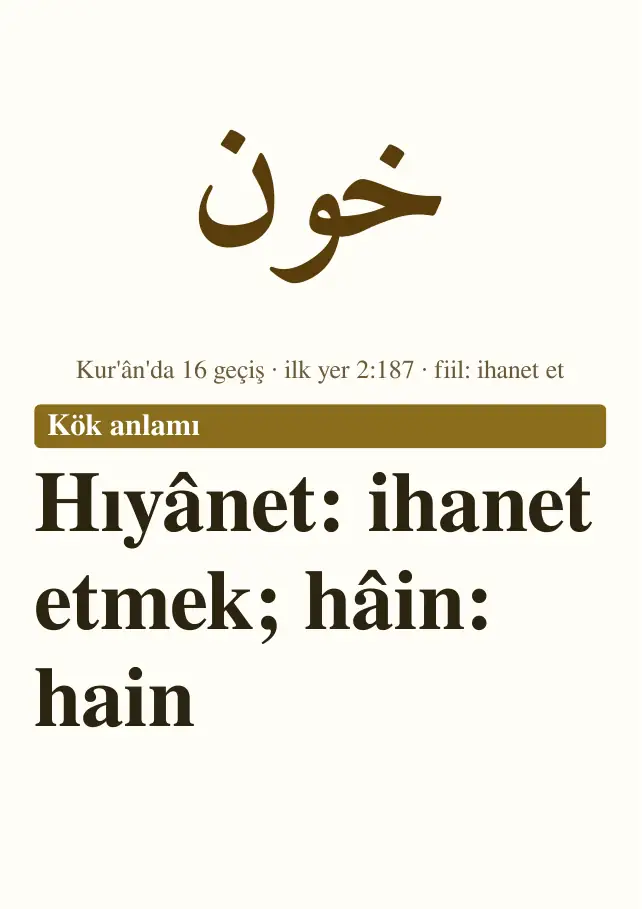 خون
Kur'ân'da 16 geçiş · ilk yer 2:187 · fiil: ihanet et
Kök anlamı
Hıyânet: ihanet
etmek; hâin:
hain